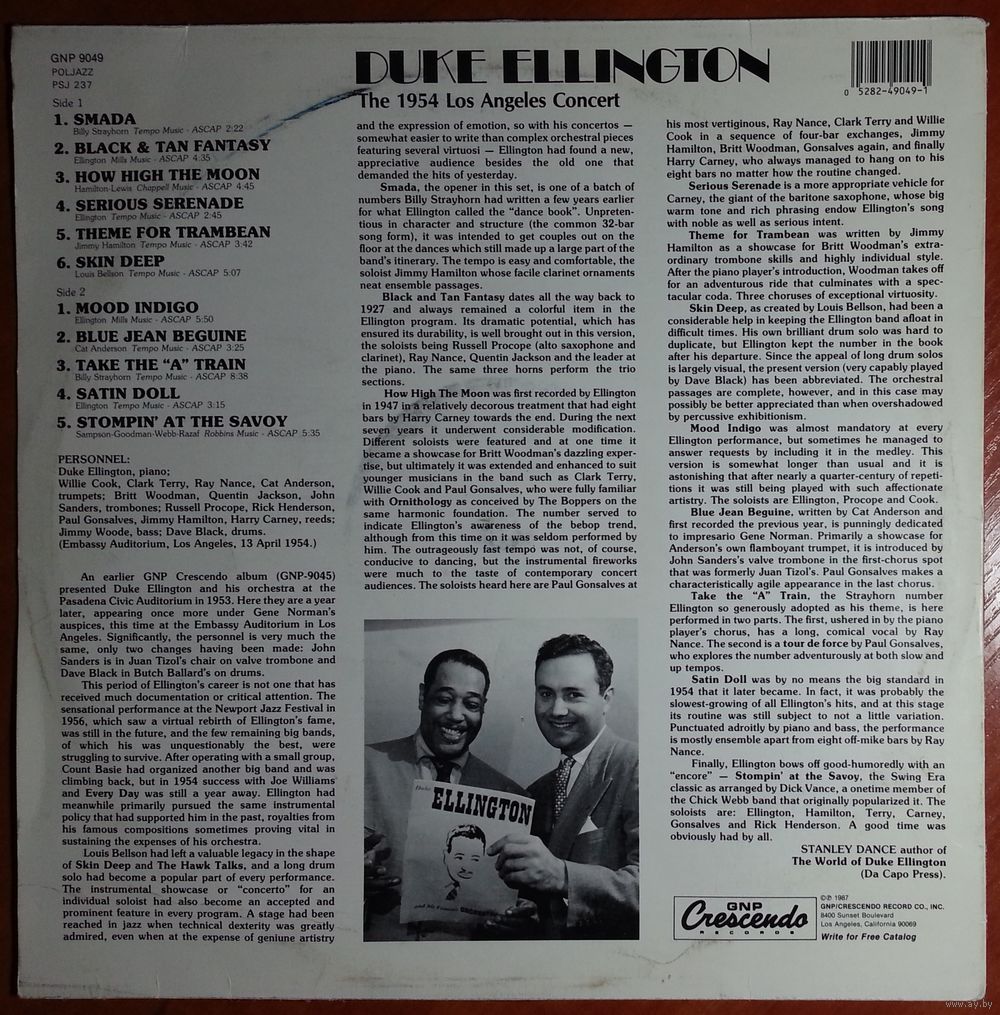 GNP 9049
POLJAZZ
PSJ 237
DUKE ELLINGTON
The 1954 Los Angeles Concert
0 5282-49049-1
Side 1
1. SMADA
Billy Strayhorn Tempo Music - ASCAP 2:22
2. BLACK & TAN FANTASY
Ellington Mills Music - ASCAP 4:35
3. HOW HIGH THE MOON
Hamilton-Lewis Chappell Music - ASCAP 4:45
4. SERIOUS SERENADE
Ellington Tempo Music - ASCAP 2:45
5. THEME FOR TRAMBEAN
Jimmy Hamilton Tempo Music - ASCAP 3:42
6. SKIN DEEP
Louis Bellson Tempo Music - ASCAP 5:07
Side 2
1. MOOD INDIGO
Ellington Mills Music - ASCAP 5:50
2. BLUE JEAN BEGUINE
Cat Anderson Tempo Music - ASCAP 3:25
3. TAKE THE “A” TRAIN
Billy Strayhorn Tempo Music - ASCAP 8:38
4. SATIN DOLL
Ellington Tempo Music - ASCAP 3:15
5. STOMPIN’ AT THE SAVOY
Sampson-Goodman-Webb-Razaf Robbins Music - ASCAP 5:35
PERSONNEL:
Duke Ellington, piano;
Willie Cook, Clark Terry, Ray Nance, Cat Anderson,
trumpets; Britt Woodman, Quentin Jackson, John
Sanders, trombones; Russell Procope, Rick Henderson,
Paul Gonsalves, Jimmy Hamilton, Harry Carney, reeds;
Jimmy Woode, bass; Dave Black, drums.
(Embassy Auditorium, Los Angeles, 13 April 1954.)
An earlier GNP Crescendo album (GNP-9045)
presented Duke Ellington and his orchestra at the
Pasadena Civic Auditorium in 1953. Here they are a year
later, appearing once more under Gene Norman’s
auspices, this time at the Embassy Auditorium in Los
Angeles. Significantly, the personnel is very much the
same, only two changes having been made: John
Sanders is in Juan Tizol’s chair on valve trombone and
Dave Black in Butch Ballard’s on drums.
This period of Ellington’s career is not one that has
received much documentation or critical attention. The
sensational performance at the Newport Jazz Festival in
1956, which saw a virtual rebirth of Ellington’s fame,
was still in the future, and the few remaining big bands,
of which his was unquestionably the best, were
struggling to survive. After operating with a small group,
Count Basie had organized another big band and was
climbing back, but in 1954 success with Joe Williams
and Every Day was still a year away. Ellington had
meanwhile primarily pursued the same instrumental
policy that had supported him in the past, royalties from
his famous compositions sometimes proving vital in
sustaining the expenses of his orchestra.
Louis Bellson had left a valuable legacy in the shape
of Skin Deep and The Hawk Talks, and a long drum
solo had become a popular part of every performance.
The instrumental showcase or “concerto” for an
individual soloist had also become an accepted and
prominent feature in every program. A stage had been
reached in jazz when technical dexterity was greatly
admired, even when at the expense of geniune artistry
and the expression of emotion, so with his concertos —
somewhat easier to write than complex orchestral pieces
featuring several virtuosi — Ellington had found a new,
appreciative audience besides the old one that
demanded the hits of yesterday.
Smada, the opener in this set, is one of a batch of
numbers Billy Strayhorn had written a few years earlier
for what Ellington called the “dance book”. Unpreten-
tious in character and structure (the common 32-bar
song form), it was intended to get couples out on the
floor at the dances which still made up a large part of the
band’s itinerary. The tempo is easy and comfortable, the
soloist Jimmy Hamilton whose facile clarinet ornaments
neat ensemble passages.
Black and Tan Fantasy dates all the way back to
1927 and always remained a colorful item in the
Ellington program. Its dramatic potential, which has
ensured its durability, is well brought out in this version,
the soloists being Russell Procope (alto saxophone and
clarinet), Ray Nance, Quentin Jackson and the leader at
the piano. The same three horns perform the trio
sections.
How High The Moon was first recorded by Ellington
in 1947 in a relatively decorous treatment that had eight
bars by Harry Carney towards the end. During the next
seven years it underwent considerable modification.
Different soloists were featured and at one time it
became a showcase for Britt Woodman’s dazzling exper-
tise, but ultimately it was extended and enhanced to suit
younger musicians in the band such as Clark Terry,
Willie Cook and Paul Gonsalves, who were fully familiar
with Ornithology as conceived by The Boppers on the
same harmonic foundation. The number served to
indicate Ellington’s awareness of the bebop trend,
although from this time on it was seldom performed by
him. The outrageously fast tempo was not, of course,
conducive to dancing, but the instrumental fireworks
were much to the taste of contemporary concert
audiences. The soloists heard here are Paul Gonsalves at
Duke
ELLINGTON
and his Famous ORCHESTRA
his most vertiginous, Ray Nance, Clark Terry and Willie
Cook in a sequence of four-bar exchanges, Jimmy
Hamilton, Britt Woodman, Gonsalves again, and finally
Harry Carney, who always managed to hang on to his
eight bars no matter how the routine changed.
Serious Serenade is a more appropriate vehicle for
Carney, the giant of the baritone saxophone, whose big
warm tone and rich phrasing endow Ellington’s song
with noble as well as serious intent.
Theme for Trambean was written by Jimmy
Hamilton as a showcase for Britt Woodman’s extra-
ordinary trombone skills and highly individual style.
After the piano player’s introduction, Woodman takes off
for an adventurous ride that culminates with a spec-
tacular coda. Three choruses of exceptional virtuosity.
Skin Deep, as created by Louis Bellson, had been a
considerable help in keeping the Ellington band afloat in
difficult times. His own brilliant drum solo was hard to
duplicate, but Ellington kept the number in the book
after his departure. Since the appeal of long drum solos
is largely visual, the present version (very capably played
by Dave Black) has been abbreviated. The orchestral
passages are complete, however, and in this case may
possibly be better appreciated than when overshadowed
by percussive exhibitionism.
Mood Indigo was almost mandatory at every
Ellington performance, but sometimes he managed to
answer requests by including it in the medley. This
version is somewhat longer than usual and it is
astonishing that after nearly a quarter-century of repeti-
tions it was still being played with such affectionate
artistry. The soloists are Ellington, Procope and Cook.
Blue Jean Beguine, written by Cat Anderson and
first recorded the previous year, is punningly dedicated
to impresario Gene Norman. Primarily a showcase for
Anderson’s own flamboyant trumpet, it is introduced by
John Sanders’s valve trombone in the first-chorus spot
that was formerly Juan Tizol’s. Paul Gonsalves makes a
characteristically agile appearance in the last chorus.
Take the “A” Train, the Strayhorn number
Ellington so generously adopted as his theme, is here
performed in two parts. The first, ushered in by the piano
player’s chorus, has a long, comical vocal by Ray
Nance. The second is a tour de force by Paul Gonsalves,
who explores the number adventurously at both slow and
up tempos.
Satin Doll was by no means the big standard in
1954 that it later became. In fact, it was probably the
slowest-growing of all Ellington’s hits, and at this stage
its routine was still subject to not a little variation.
Punctuated adroitly by piano and bass, the performance
is mostly ensemble apart from eight off-mike bars by Ray
Nance.
Finally, Ellington bows off good-humoredly with an
“encore” — Stompin’ at the Savoy, the Swing Era
classic as arranged by Dick Vance, a onetime member of
the Chick Webb band that originally popularized it. The
soloists are: Ellington, Hamilton, Terry, Carney,
Gonsalves and Rick Henderson. A good time was
obviously had by all.
STANLEY DANCE author of
The World of Duke Ellington
(Da Capo Press).
GNP
Crescendo
RECORDS
©℗ 1987
GNP/CRESCENDO RECORD CO., INC.
8400 Sunset Boulevard
Los Angeles, California 90069
Write for Free Catalog
www.ay.by